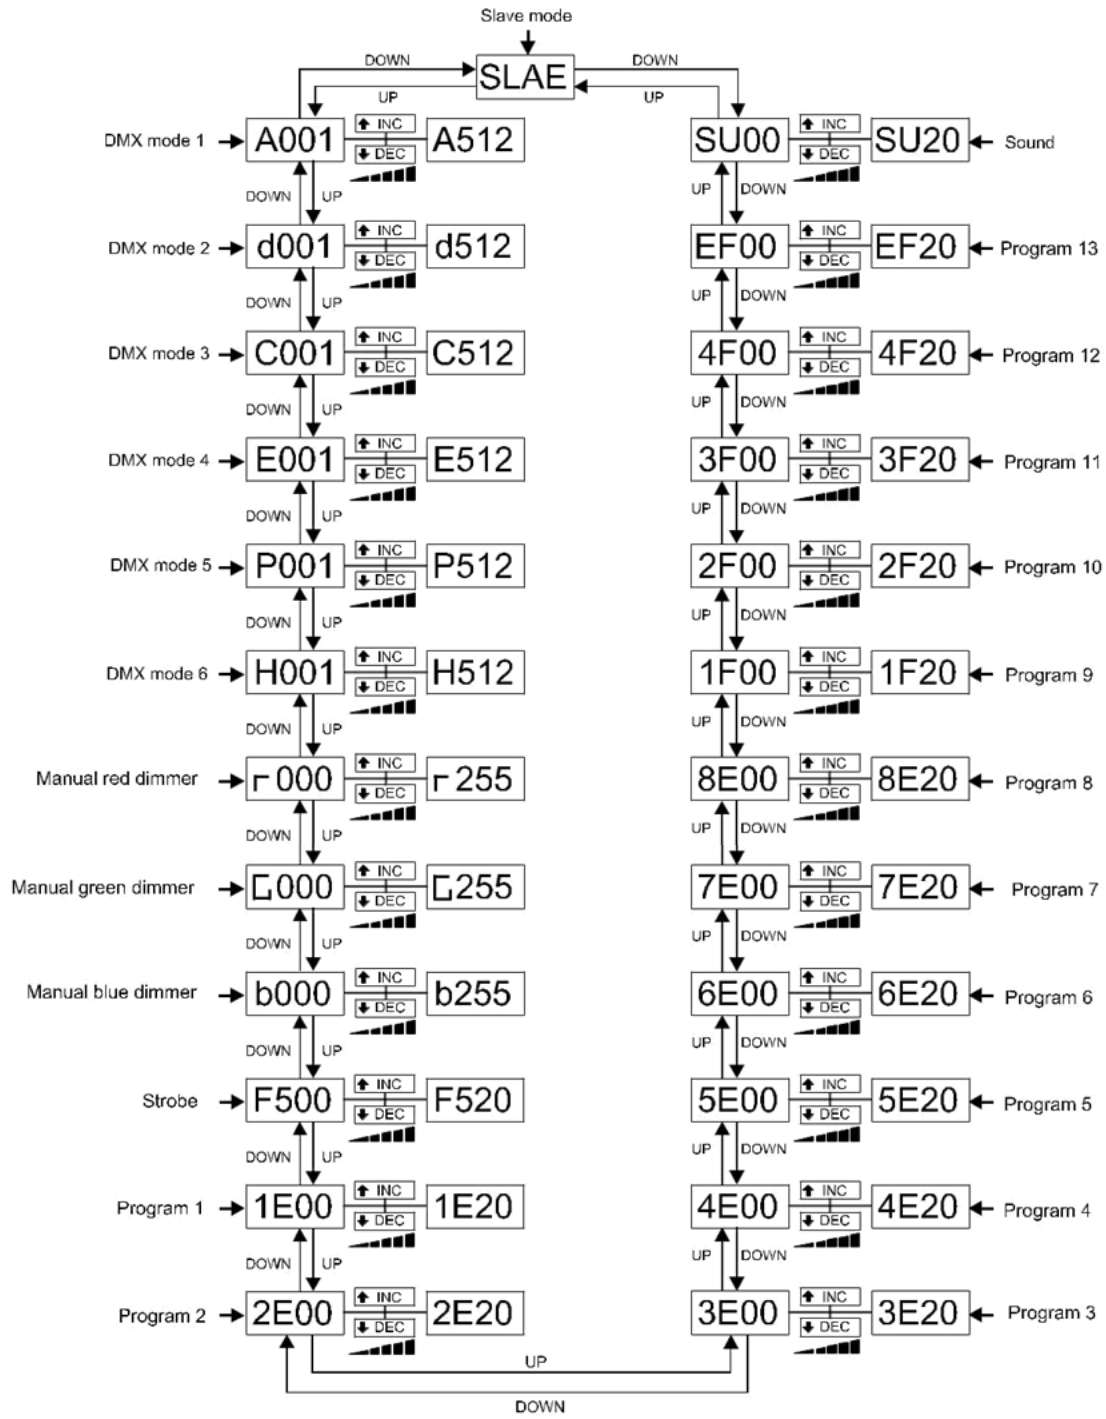 Slave mode
DOWN SLAE DOWN
UP UP
DMX mode 1 A001 INC DEC A512 SU00 INC DEC SU20 Sound
DOWN UP UP DOWN
DMX mode 2 d001 INC DEC d512 EF00 INC DEC EF20 Program 13
DOWN UP UP DOWN
DMX mode 3 C001 INC DEC C512 4F00 INC DEC 4F20 Program 12
DOWN UP UP DOWN
DMX mode 4 E001 INC DEC E512 3F00 INC DEC 3F20 Program 11
DOWN UP UP DOWN
DMX mode 5 P001 INC DEC P512 2F00 INC DEC 2F20 Program 10
DOWN UP UP DOWN
DMX mode 6 H001 INC DEC H512 1F00 INC DEC 1F20 Program 9
DOWN UP UP DOWN
Manual red dimmer r000 INC DEC r255 8E00 INC DEC 8E20 Program 8
DOWN UP UP DOWN
Manual green dimmer G000 INC DEC G255 7E00 INC DEC 7E20 Program 7
DOWN UP UP DOWN
Manual blue dimmer b000 INC DEC b255 6E00 INC DEC 6E20 Program 6
DOWN UP UP DOWN
Strobe F500 INC DEC F520 5E00 INC DEC 5E20 Program 5
DOWN UP UP DOWN
Program 1 1E00 INC DEC 1E20 4E00 INC DEC 4E20 Program 4
DOWN UP UP DOWN
Program 2 2E00 INC DEC 2E20 3E00 INC DEC 3E20 Program 3
UP
DOWN